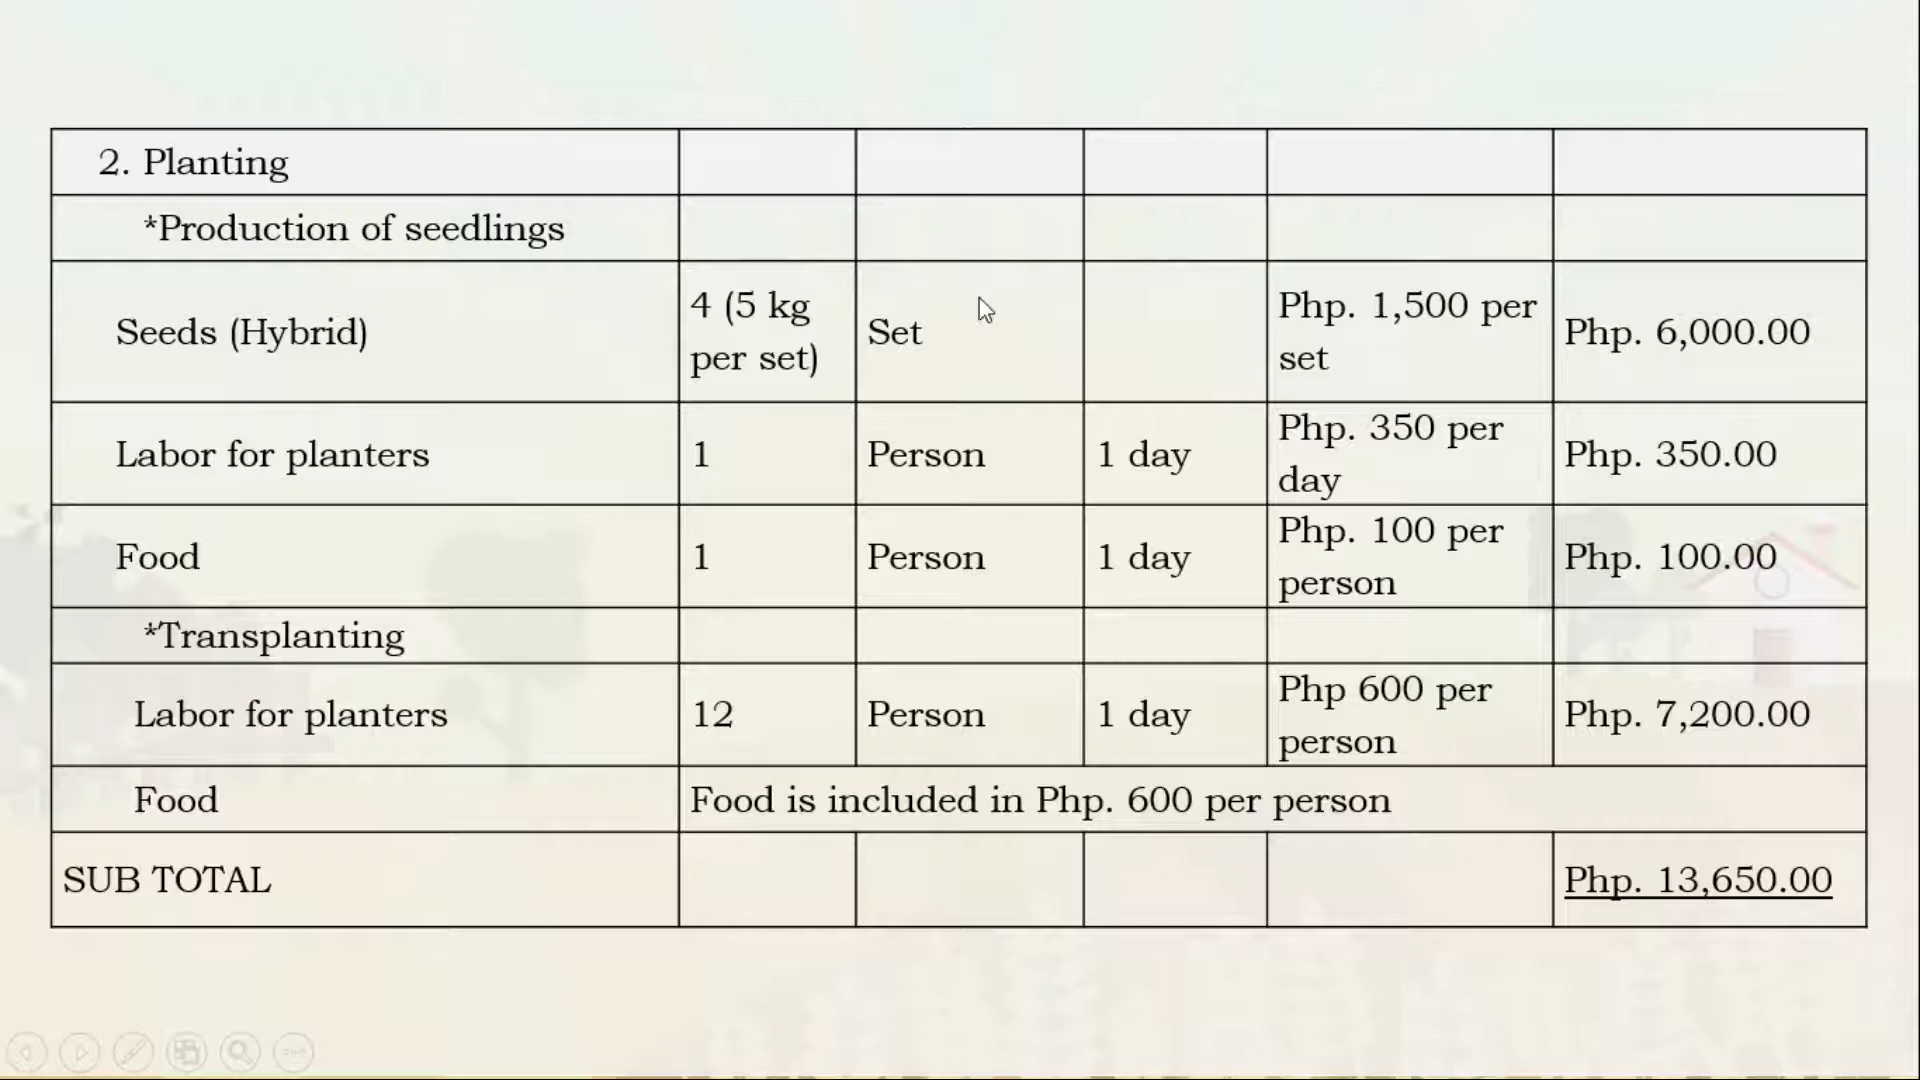 2. Planting
*Production of seedlings
Seeds (Hybrid)
4 (5 kg
per set)
Set
Php. 1,500 per
set
Php. 6,000.00
Labor for planters
1
Person
1 day
Php. 350 per
day
Php. 350.00
Food
1
Person
1 day
Php. 100 per
person
Php. 100.00
*Transplanting
Labor for planters
12
Person
1 day
Php 600 per
person
Php. 7,200.00
Food
Food is included in Php. 600 per person
SUB TOTAL
Php. 13,650.00